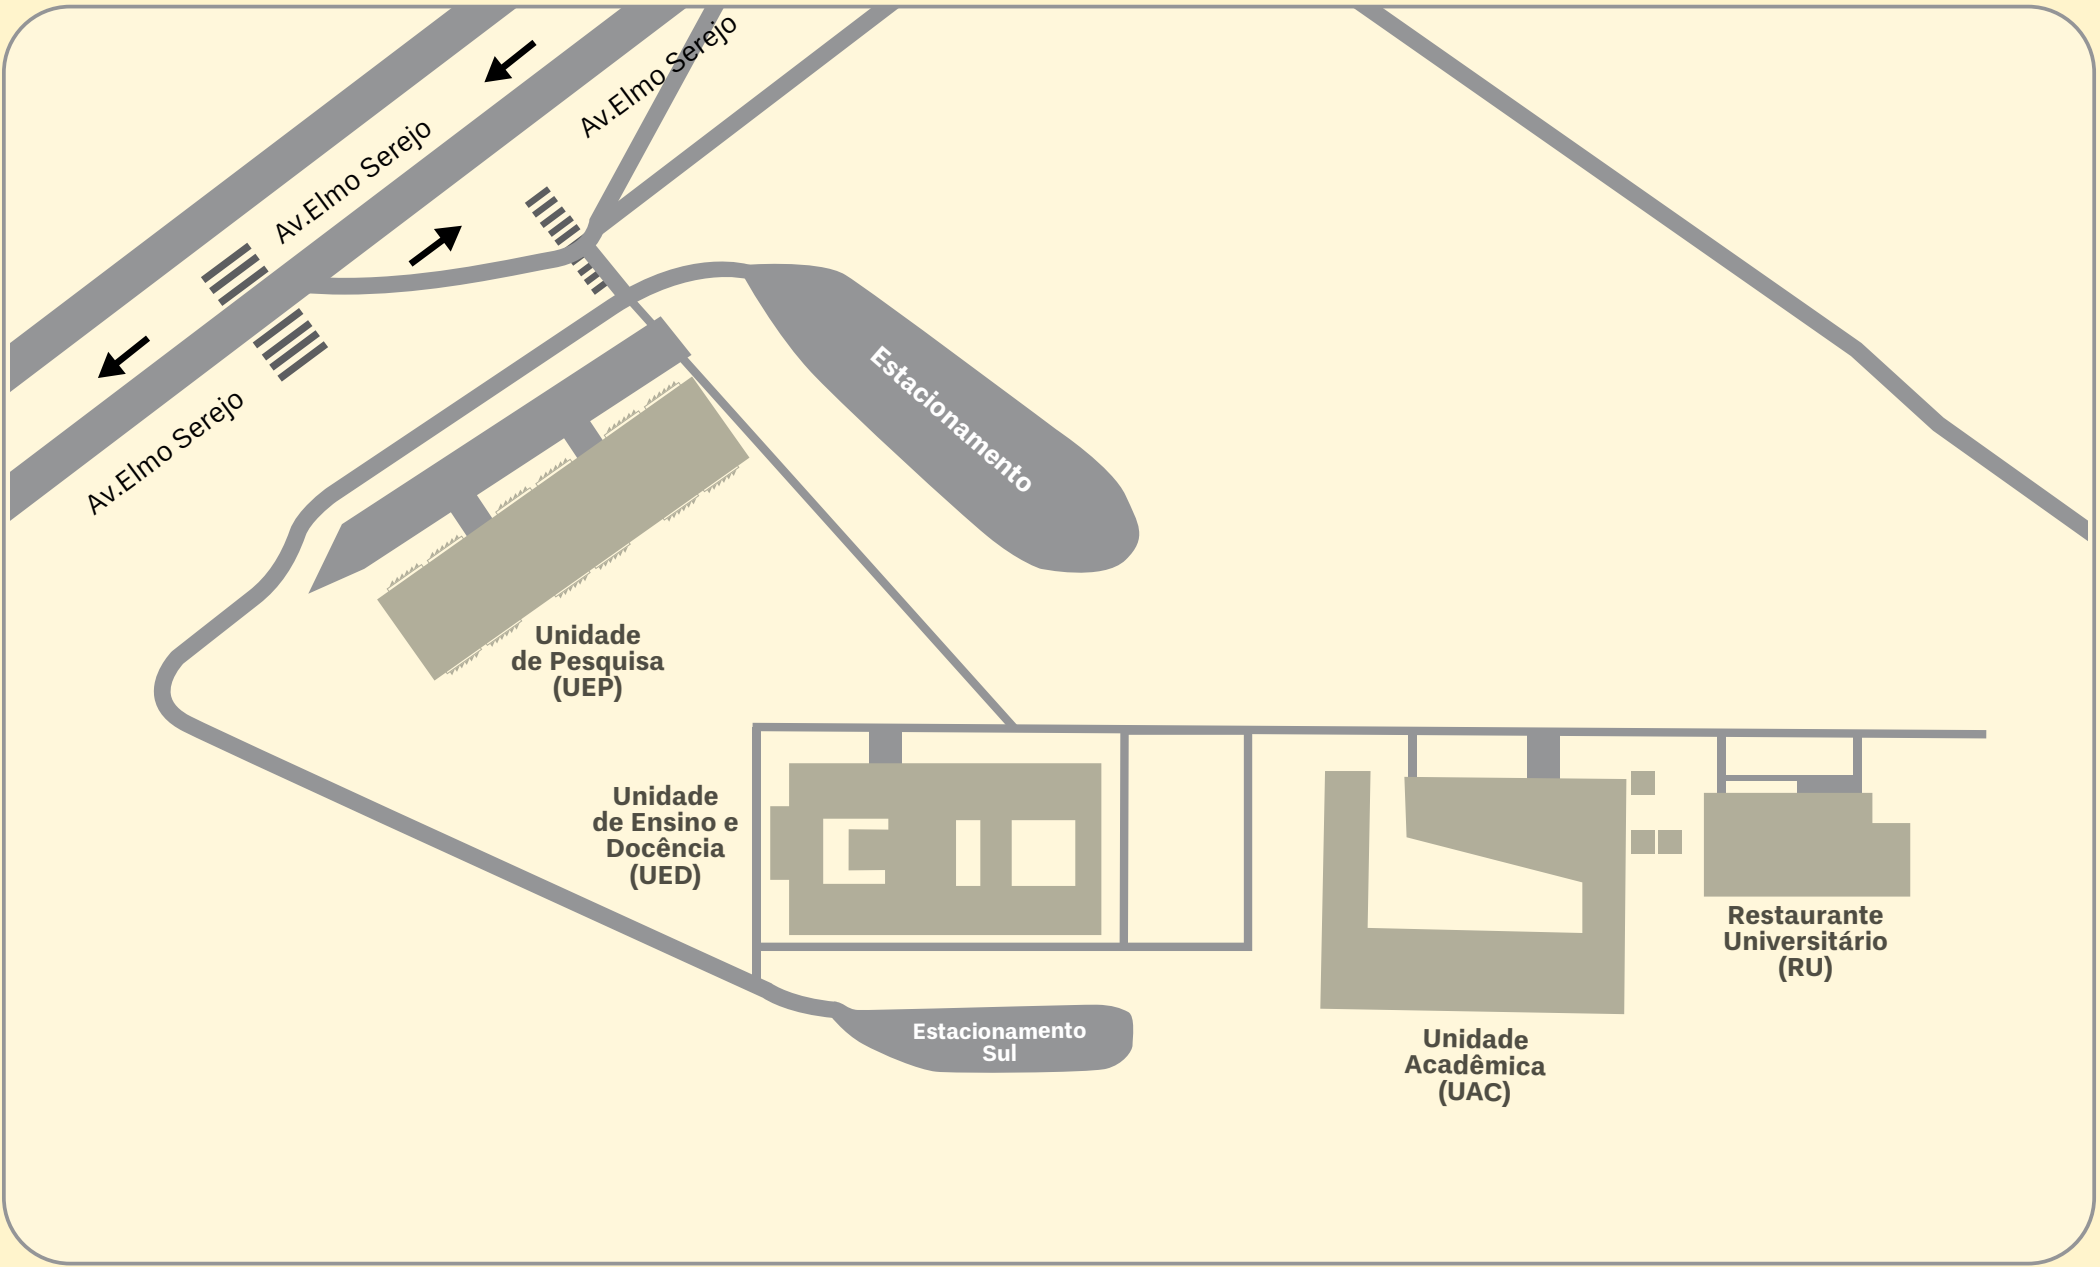 Av.Elmo Serejo
Av.Elmo Serejo
Av.Elmo Serejo
Estacionamento
Unidade
de Pesquisa
(UEP)
Unidade
de Ensino e
Docência
(UED)
Estacionamento
Sul
Unidade
Acadêmica
(UAC)
Restaurante
Universitário
(RU)